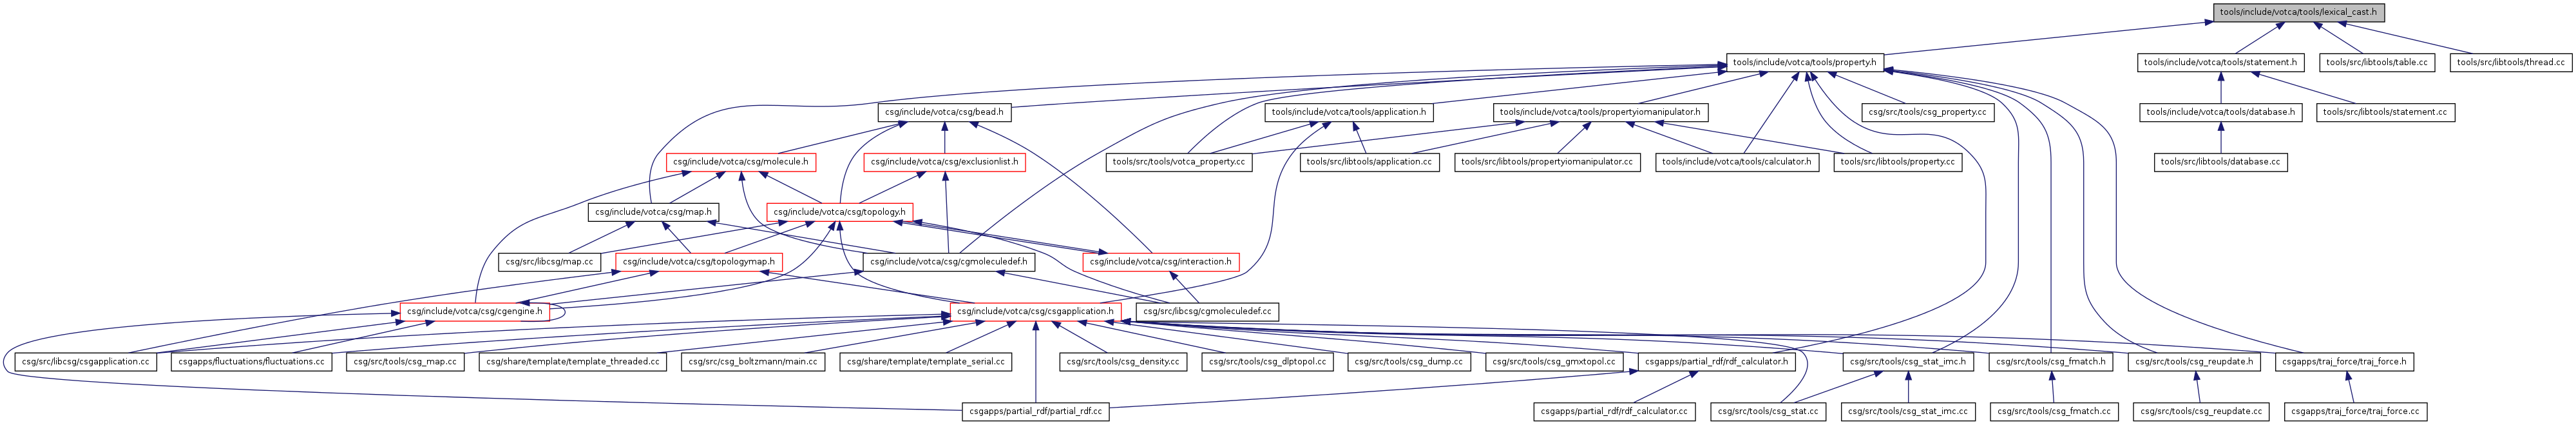 tools/include/votca/tools/lexical_cast.h
tools/include/votca/tools/property.h
tools/include/votca/tools/statement.h
tools/src/libtools/table.cc
tools/src/libtools/thread.cc
csg/include/votca/csg/bead.h
tools/include/votca/tools/application.h
tools/include/votca/tools/propertyiomanipulator.h
csg/src/tools/csg_property.cc
tools/include/votca/tools/database.h
tools/src/libtools/statement.cc
csg/include/votca/csg/molecule.h
csg/include/votca/csg/exclusionlist.h
tools/src/tools/votca_property.cc
tools/src/libtools/application.cc
tools/src/libtools/propertyiomanipulator.cc
tools/include/votca/tools/calculator.h
tools/src/libtools/property.cc
tools/src/libtools/database.cc
csg/include/votca/csg/map.h
csg/include/votca/csg/topology.h
csg/src/libcsg/map.cc
csg/include/votca/csg/topologymap.h
csg/include/votca/csg/cgmoleculedef.h
csg/include/votca/csg/interaction.h
csg/include/votca/csg/cgengine.h
csg/include/votca/csg/csgapplication.h
csg/src/libcsg/cgmoleculedef.cc
csg/src/libcsg/csgapplication.cc
csgapps/fluctuations/fluctuations.cc
csg/src/tools/csg_map.cc
csg/share/template/template_threaded.cc
csg/src/csg_boltzmann/main.cc
csg/share/template/template_serial.cc
csg/src/tools/csg_density.cc
csg/src/tools/csg_dlptopol.cc
csg/src/tools/csg_dump.cc
csg/src/tools/csg_gmxtopol.cc
csgapps/partial_rdf/rdf_calculator.h
csg/src/tools/csg_stat_imc.h
csg/src/tools/csg_fmatch.h
csg/src/tools/csg_reupdate.h
csgapps/traj_force/traj_force.h
csgapps/partial_rdf/partial_rdf.cc
csgapps/partial_rdf/rdf_calculator.cc
csg/src/tools/csg_stat.cc
csg/src/tools/csg_stat_imc.cc
csg/src/tools/csg_fmatch.cc
csg/src/tools/csg_reupdate.cc
csgapps/traj_force/traj_force.cc